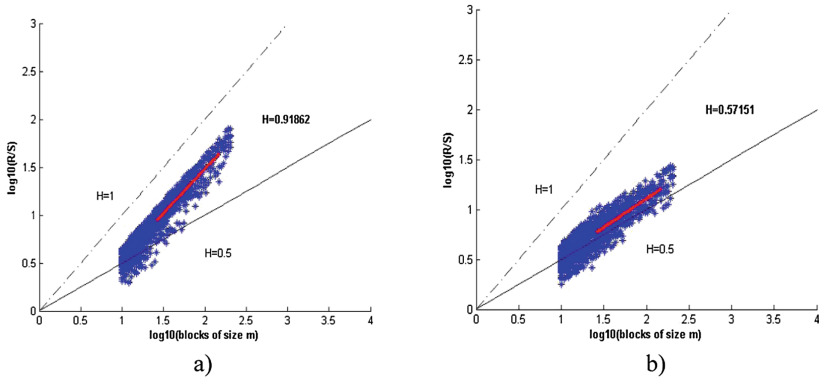 3
2.5
2
1.5
1
0.5
0
log10(R/S)
H=0.91862
H=1
H=0.5
0 0.5 1 1.5 2 2.5 3 3.5 4
log10(blocks of size m)
a)
3
2.5
2
1.5
1
0.5
0
log10(R/S)
H=0.57151
H=1
H=0.5
0 0.5 1 1.5 2 2.5 3 3.5 4
log10(blocks of size m)
b)